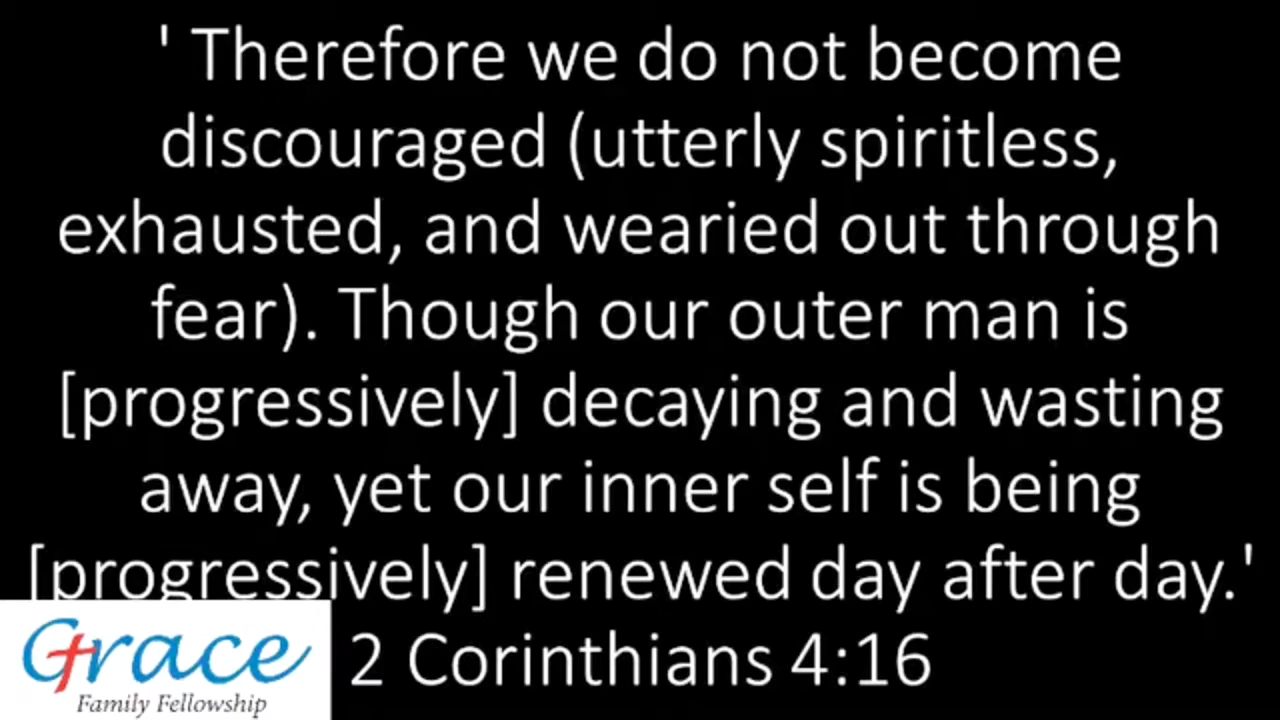 ' Therefore we do not become
discouraged (utterly spiritless,
exhausted, and wearied out through
fear). Though our outer man is
[progressively] decaying and wasting
away, yet our inner self is being
[progressively] renewed day after day.'
2 Corinthians 4:16
Grace
Family Fellowship